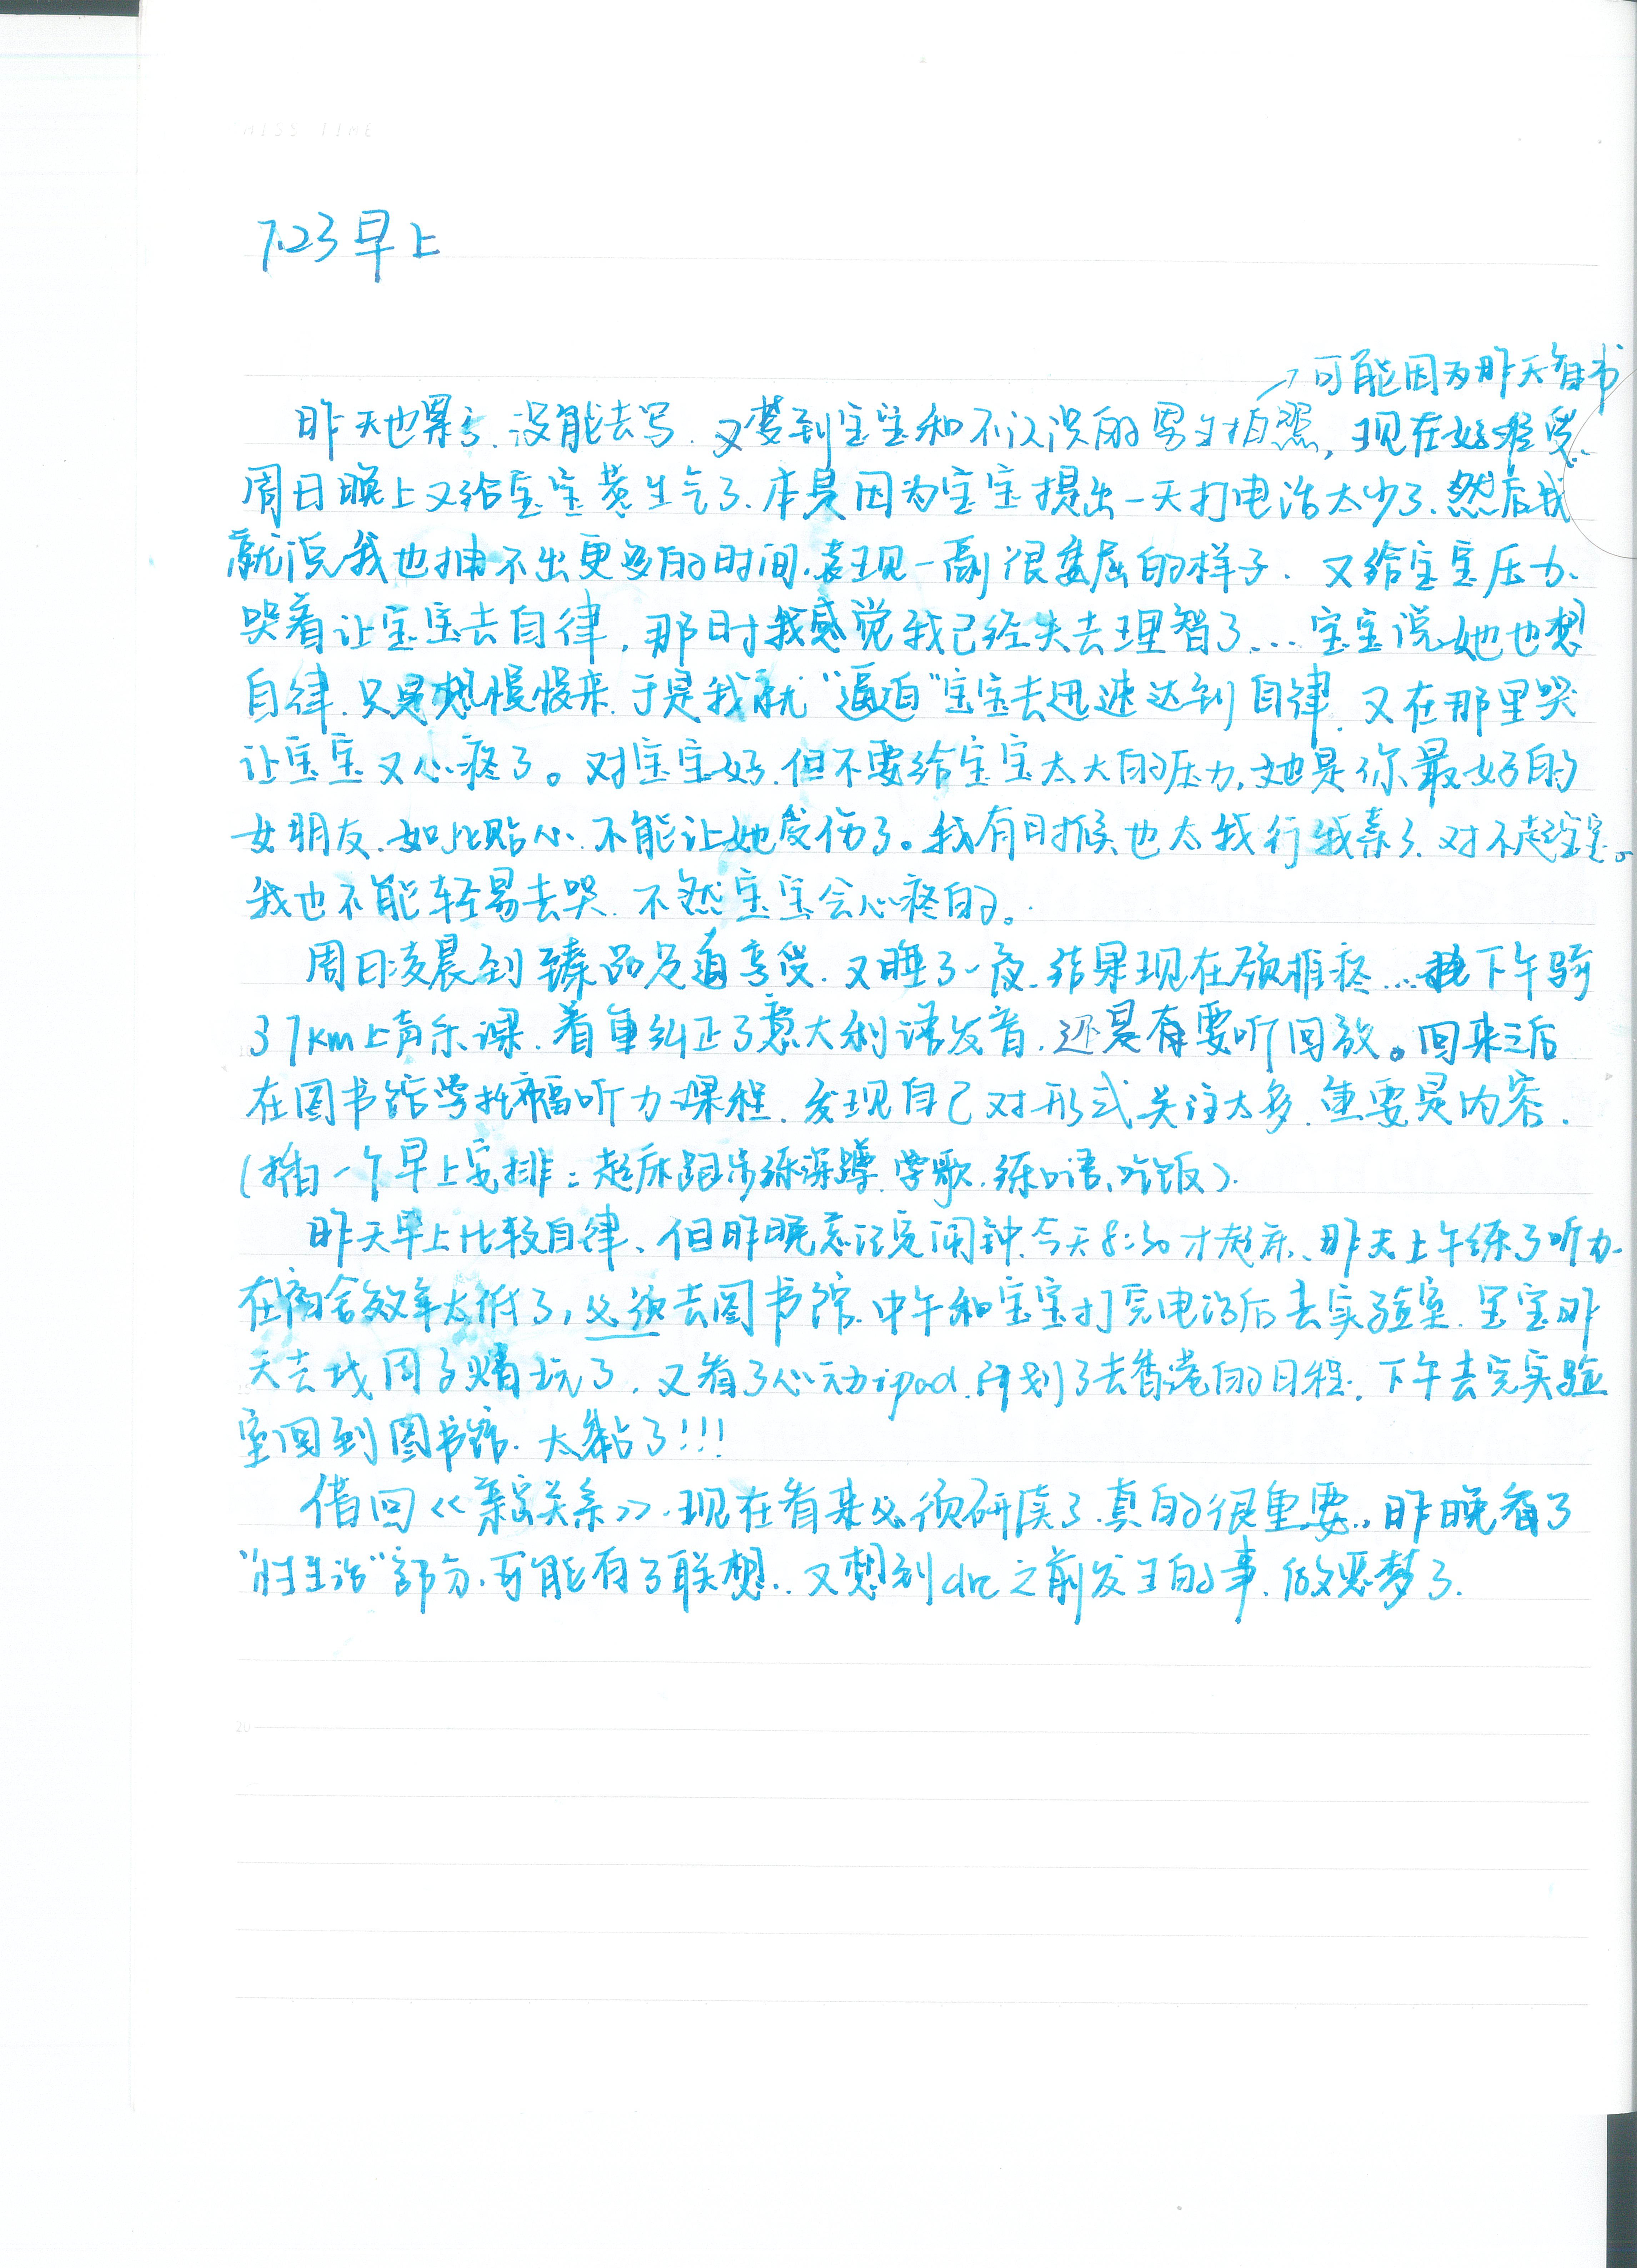 7.23早上
→可能因为昨天看书
昨天也累了.没能去写.又梦到宝宝和不认识的男生拍照,现在好难受.
周日晚上又给宝宝整生气了.本是因为宝宝提出一天打电话太少了.然后我
就说我也抽不出更多的时间.表现一副很委屈的样子.又给宝宝压力.
哭着让宝宝去自律,那时我感觉我已经失去理智了...宝宝说她也想
自律.只是想慢慢来.于是我就"逼迫"宝宝去迅速达到自律.又在那里哭
让宝宝又心疼了。对宝宝好.但不要给宝宝太大的压力,她是你最好的
女朋友.如此贴心.不能让她受伤了。我有时候也太我行我素了.对不起宝宝。
我也不能轻易去哭.不然宝宝会心疼的。
周日凌晨到臻品足道享受.又睡了一夜.结果现在颈椎疼...下午骑
37km上声乐课.着重纠正了意大利语发音.还是需要听回放。回来之后
在图书馆学托福听力课程.发现自己对形式关注太多.重要是内容.
(插一个早上安排:起床跑步练深蹲.学歌.练口语、吃饭).
昨天早上比较自律、但昨晚忘记定闹钟.今天8:30才起床、昨天上午练了听力.
在宿舍效率太低了,必须去图书馆.中午和宝宝打完电话后去实验室.宝宝昨
天去找周子婧玩了,又看了心动ipad.计划了去香港的日程.下午去完实验
室回到图书馆.太黏了!!!
借回《亲密关系》.现在看来必须研读了.真的很重要..昨晚看了
"性生活"部分.可能有了联想..又想到 之前发生的事.做恶梦了.